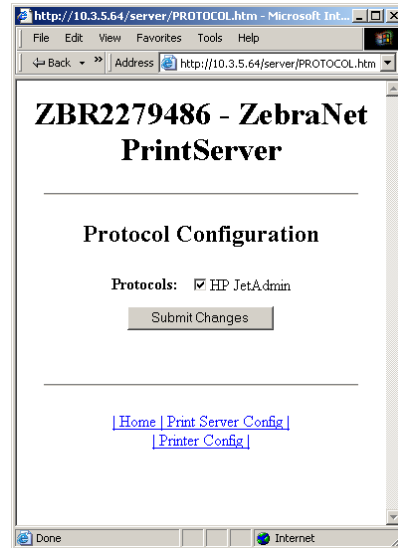 http://10.3.5.64/server/PROTOCOL.htm - Microsoft Int...
File Edit View Favorites Tools Help
Back » Address http://10.3.5.64/server/PROTOCOL.htm
ZBR2279486 - ZebraNet
PrintServer
Protocol Configuration
Protocols: HP JetAdmin
Submit Changes
| Home | Print Server Config |
| Printer Config |
Done Internet